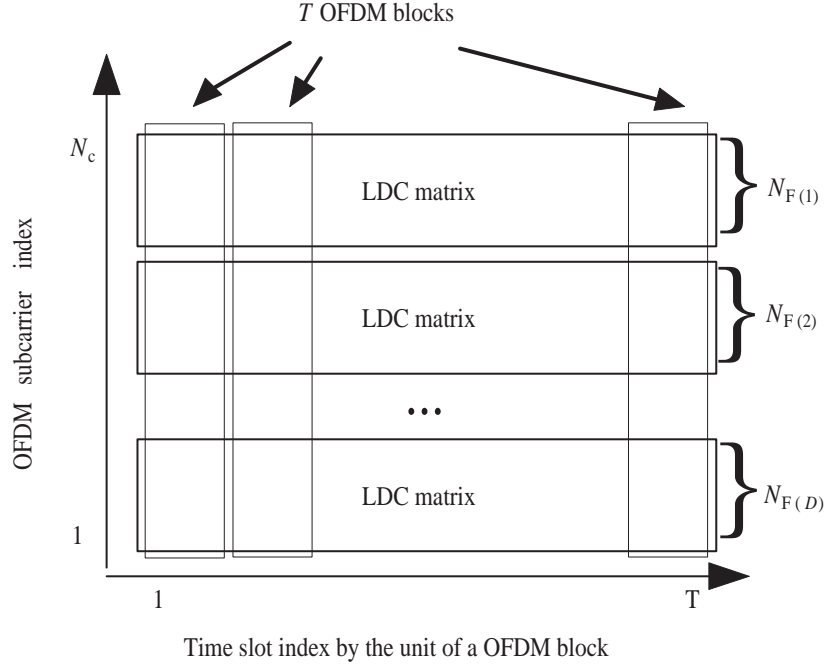 T OFDM blocks
N_c
LDC matrix
N_F(1)
LDC matrix
N_F(2)
...
LDC matrix
N_F(D)
OFDM subcarrier index
1
1
T
Time slot index by the unit of a OFDM block